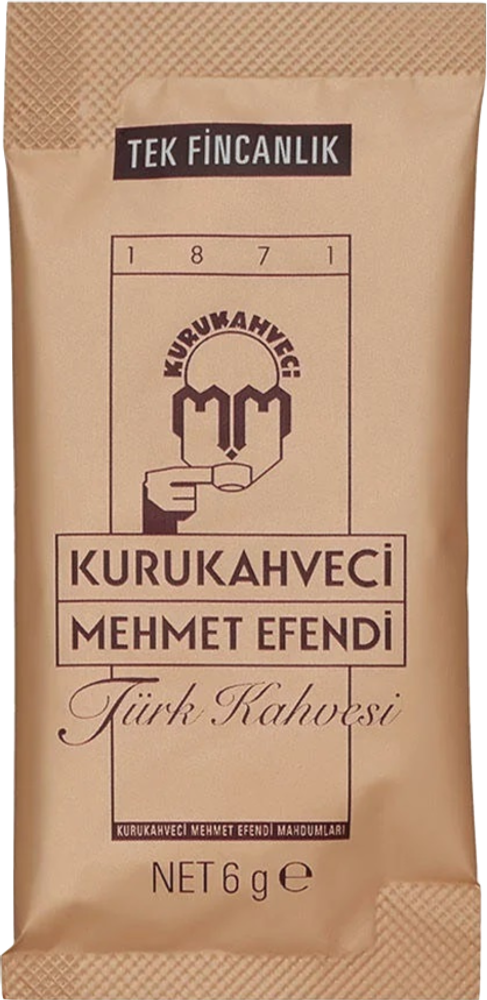 TEK FİNCANLIK
1 8 7 1
KURUKAHVECİ
MM
KURUKAHVECİ
MEHMET EFENDİ
Türk Kahvesi
KURUKAHVECİ MEHMET EFENDİ MAHDUMLARI
NET 6 g ℮